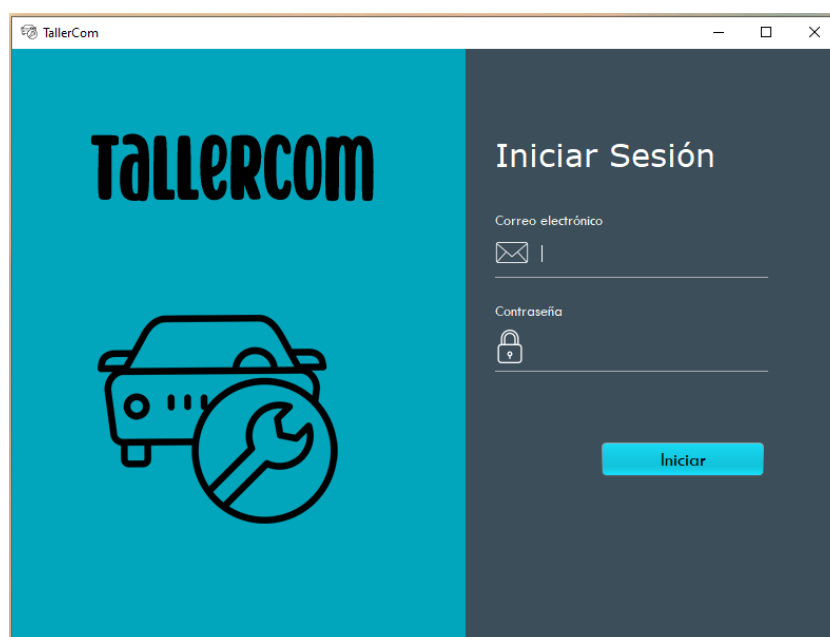 TallerCom
TaLLeRCOM
Iniciar Sesión
Correo electrónico
Contraseña
Iniciar